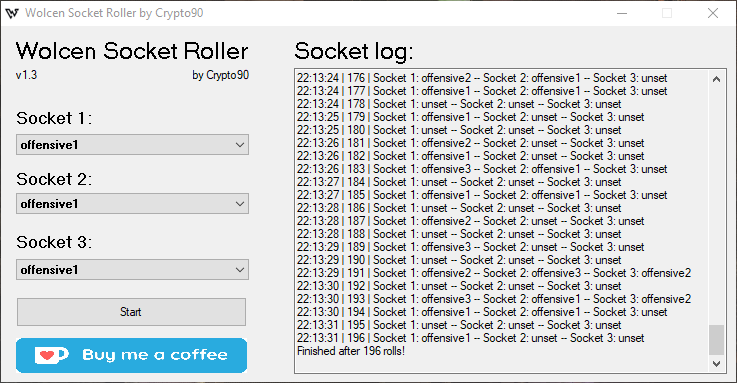 Wolcen Socket Roller by Crypto90
Wolcen Socket Roller
v1.3 by Crypto90
Socket 1:
offensive1
Socket 2:
offensive1
Socket 3:
offensive1
Start
Buy me a coffee
Socket log:
22:13:24 | 176 | Socket 1: offensive2 -- Socket 2: offensive1 -- Socket 3: unset
22:13:24 | 177 | Socket 1: offensive1 -- Socket 2: offensive1 -- Socket 3: unset
22:13:24 | 178 | Socket 1: unset -- Socket 2: unset -- Socket 3: unset
22:13:25 | 179 | Socket 1: offensive1 -- Socket 2: unset -- Socket 3: unset
22:13:25 | 180 | Socket 1: unset -- Socket 2: unset -- Socket 3: unset
22:13:26 | 181 | Socket 1: offensive2 -- Socket 2: unset -- Socket 3: unset
22:13:26 | 182 | Socket 1: offensive1 -- Socket 2: unset -- Socket 3: unset
22:13:26 | 183 | Socket 1: offensive3 -- Socket 2: offensive1 -- Socket 3: unset
22:13:27 | 184 | Socket 1: unset -- Socket 2: unset -- Socket 3: unset
22:13:27 | 185 | Socket 1: offensive1 -- Socket 2: offensive1 -- Socket 3: unset
22:13:28 | 186 | Socket 1: unset -- Socket 2: unset -- Socket 3: unset
22:13:28 | 187 | Socket 1: offensive2 -- Socket 2: unset -- Socket 3: unset
22:13:28 | 188 | Socket 1: unset -- Socket 2: unset -- Socket 3: unset
22:13:29 | 189 | Socket 1: offensive3 -- Socket 2: unset -- Socket 3: unset
22:13:29 | 190 | Socket 1: unset -- Socket 2: unset -- Socket 3: unset
22:13:29 | 191 | Socket 1: offensive2 -- Socket 2: offensive3 -- Socket 3: offensive2
22:13:30 | 192 | Socket 1: unset -- Socket 2: unset -- Socket 3: unset
22:13:30 | 193 | Socket 1: offensive3 -- Socket 2: offensive1 -- Socket 3: offensive2
22:13:30 | 194 | Socket 1: offensive1 -- Socket 2: offensive1 -- Socket 3: unset
22:13:31 | 195 | Socket 1: unset -- Socket 2: unset -- Socket 3: unset
22:13:31 | 196 | Socket 1: offensive1 -- Socket 2: offensive1 -- Socket 3: unset
Finished after 196 rolls!